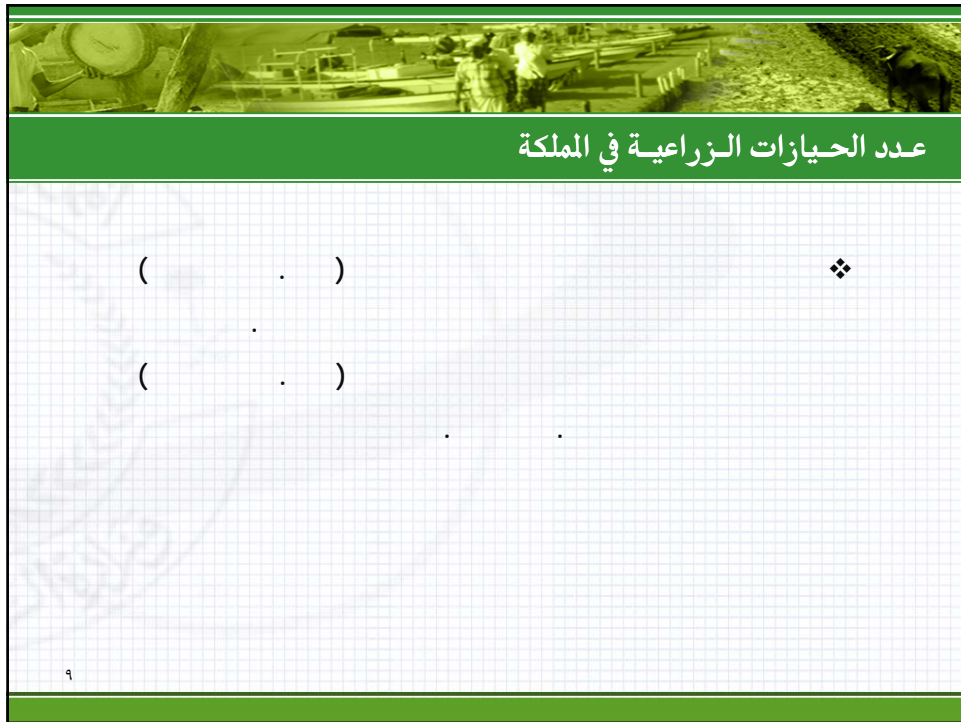 عـدد الحـيازات الـزراعيـة في المملكة
❖ ( . )
.
( . )
. .
٩